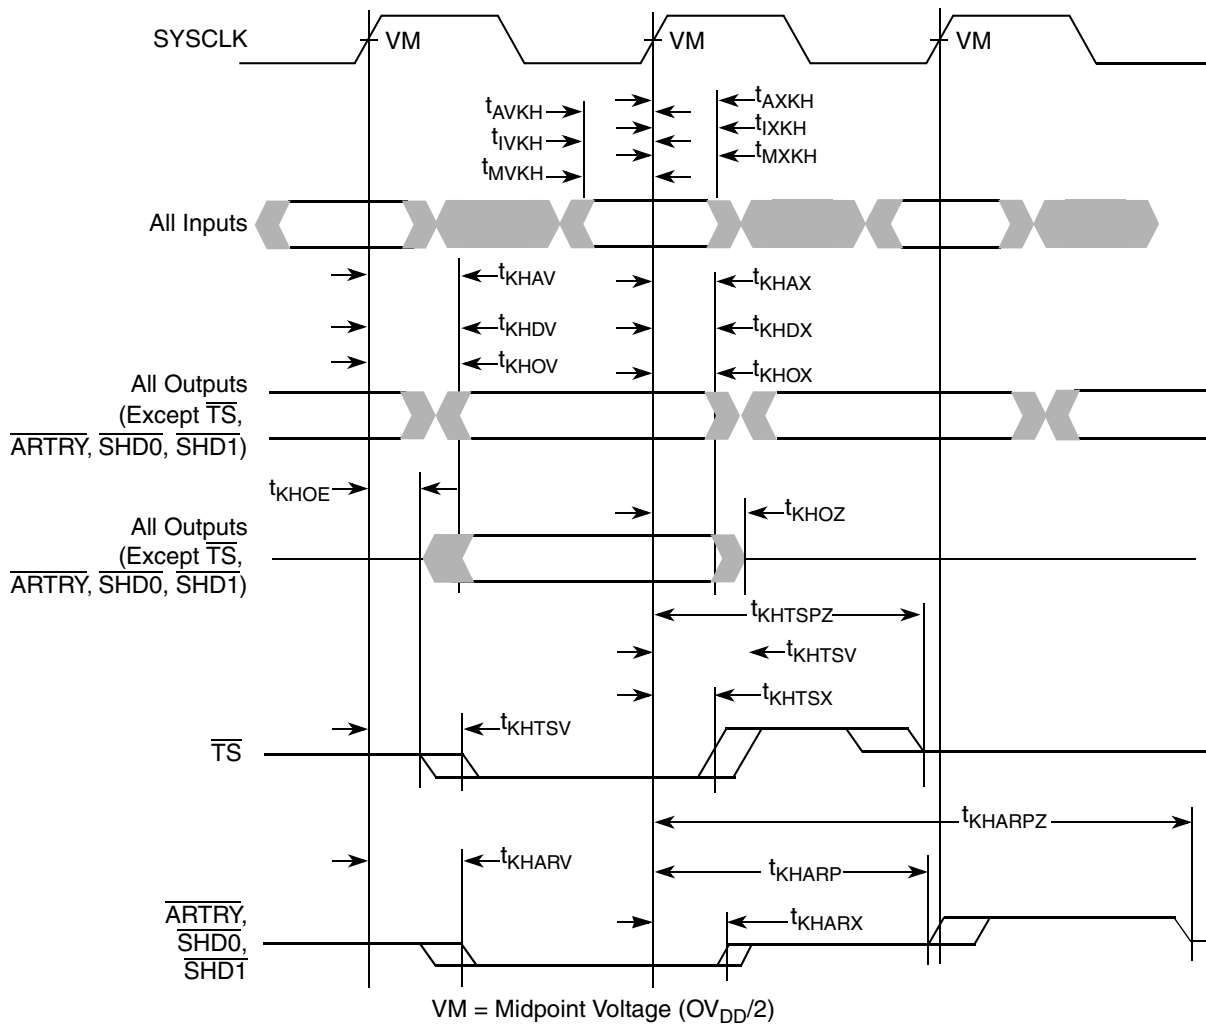 SYSCLK
VM VM VM
tAVKH tAXKH
tIVKH tIXKH
tMVKH tMXKH
All Inputs
tKHAV tKHAX
tKHDV tKHDX
tKHOV tKHOX
All Outputs
(Except TS,
ARTRY, SHD0, SHD1)
tKHOE
tKHOZ
All Outputs
(Except TS,
ARTRY, SHD0, SHD1)
tKHTSPZ
tKHTSV
tKHTSX
tKHTSV
TS
tKHARPZ
tKHARV
tKHARP
tKHARX
ARTRY,
SHD0,
SHD1
VM = Midpoint Voltage (OVDD/2)